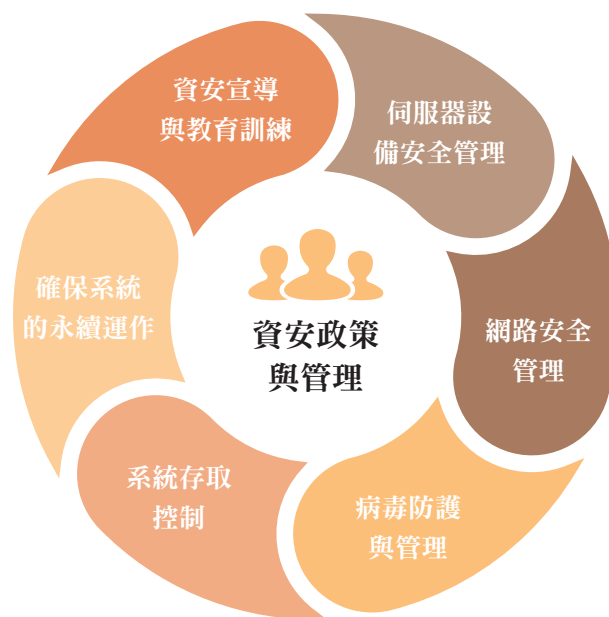 資安宣導
與教育訓練
伺服器設
備安全管理
網路安全
管理
病毒防護
與管理
系統存取
控制
確保系統
的永續運作
資安政策
與管理